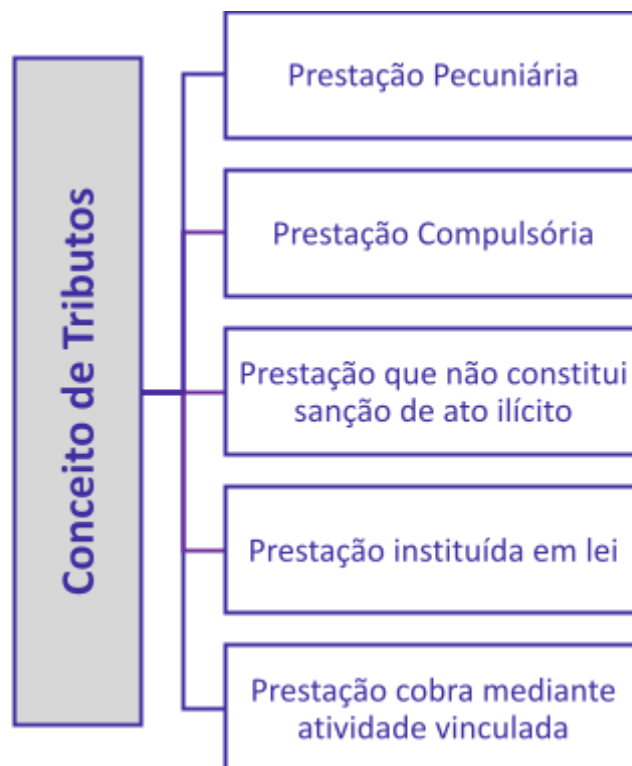 Conceito de Tributos
Prestação Pecuniária
Prestação Compulsória
Prestação que não constitui
sanção de ato ilícito
Prestação instituída em lei
Prestação cobra mediante
atividade vinculada